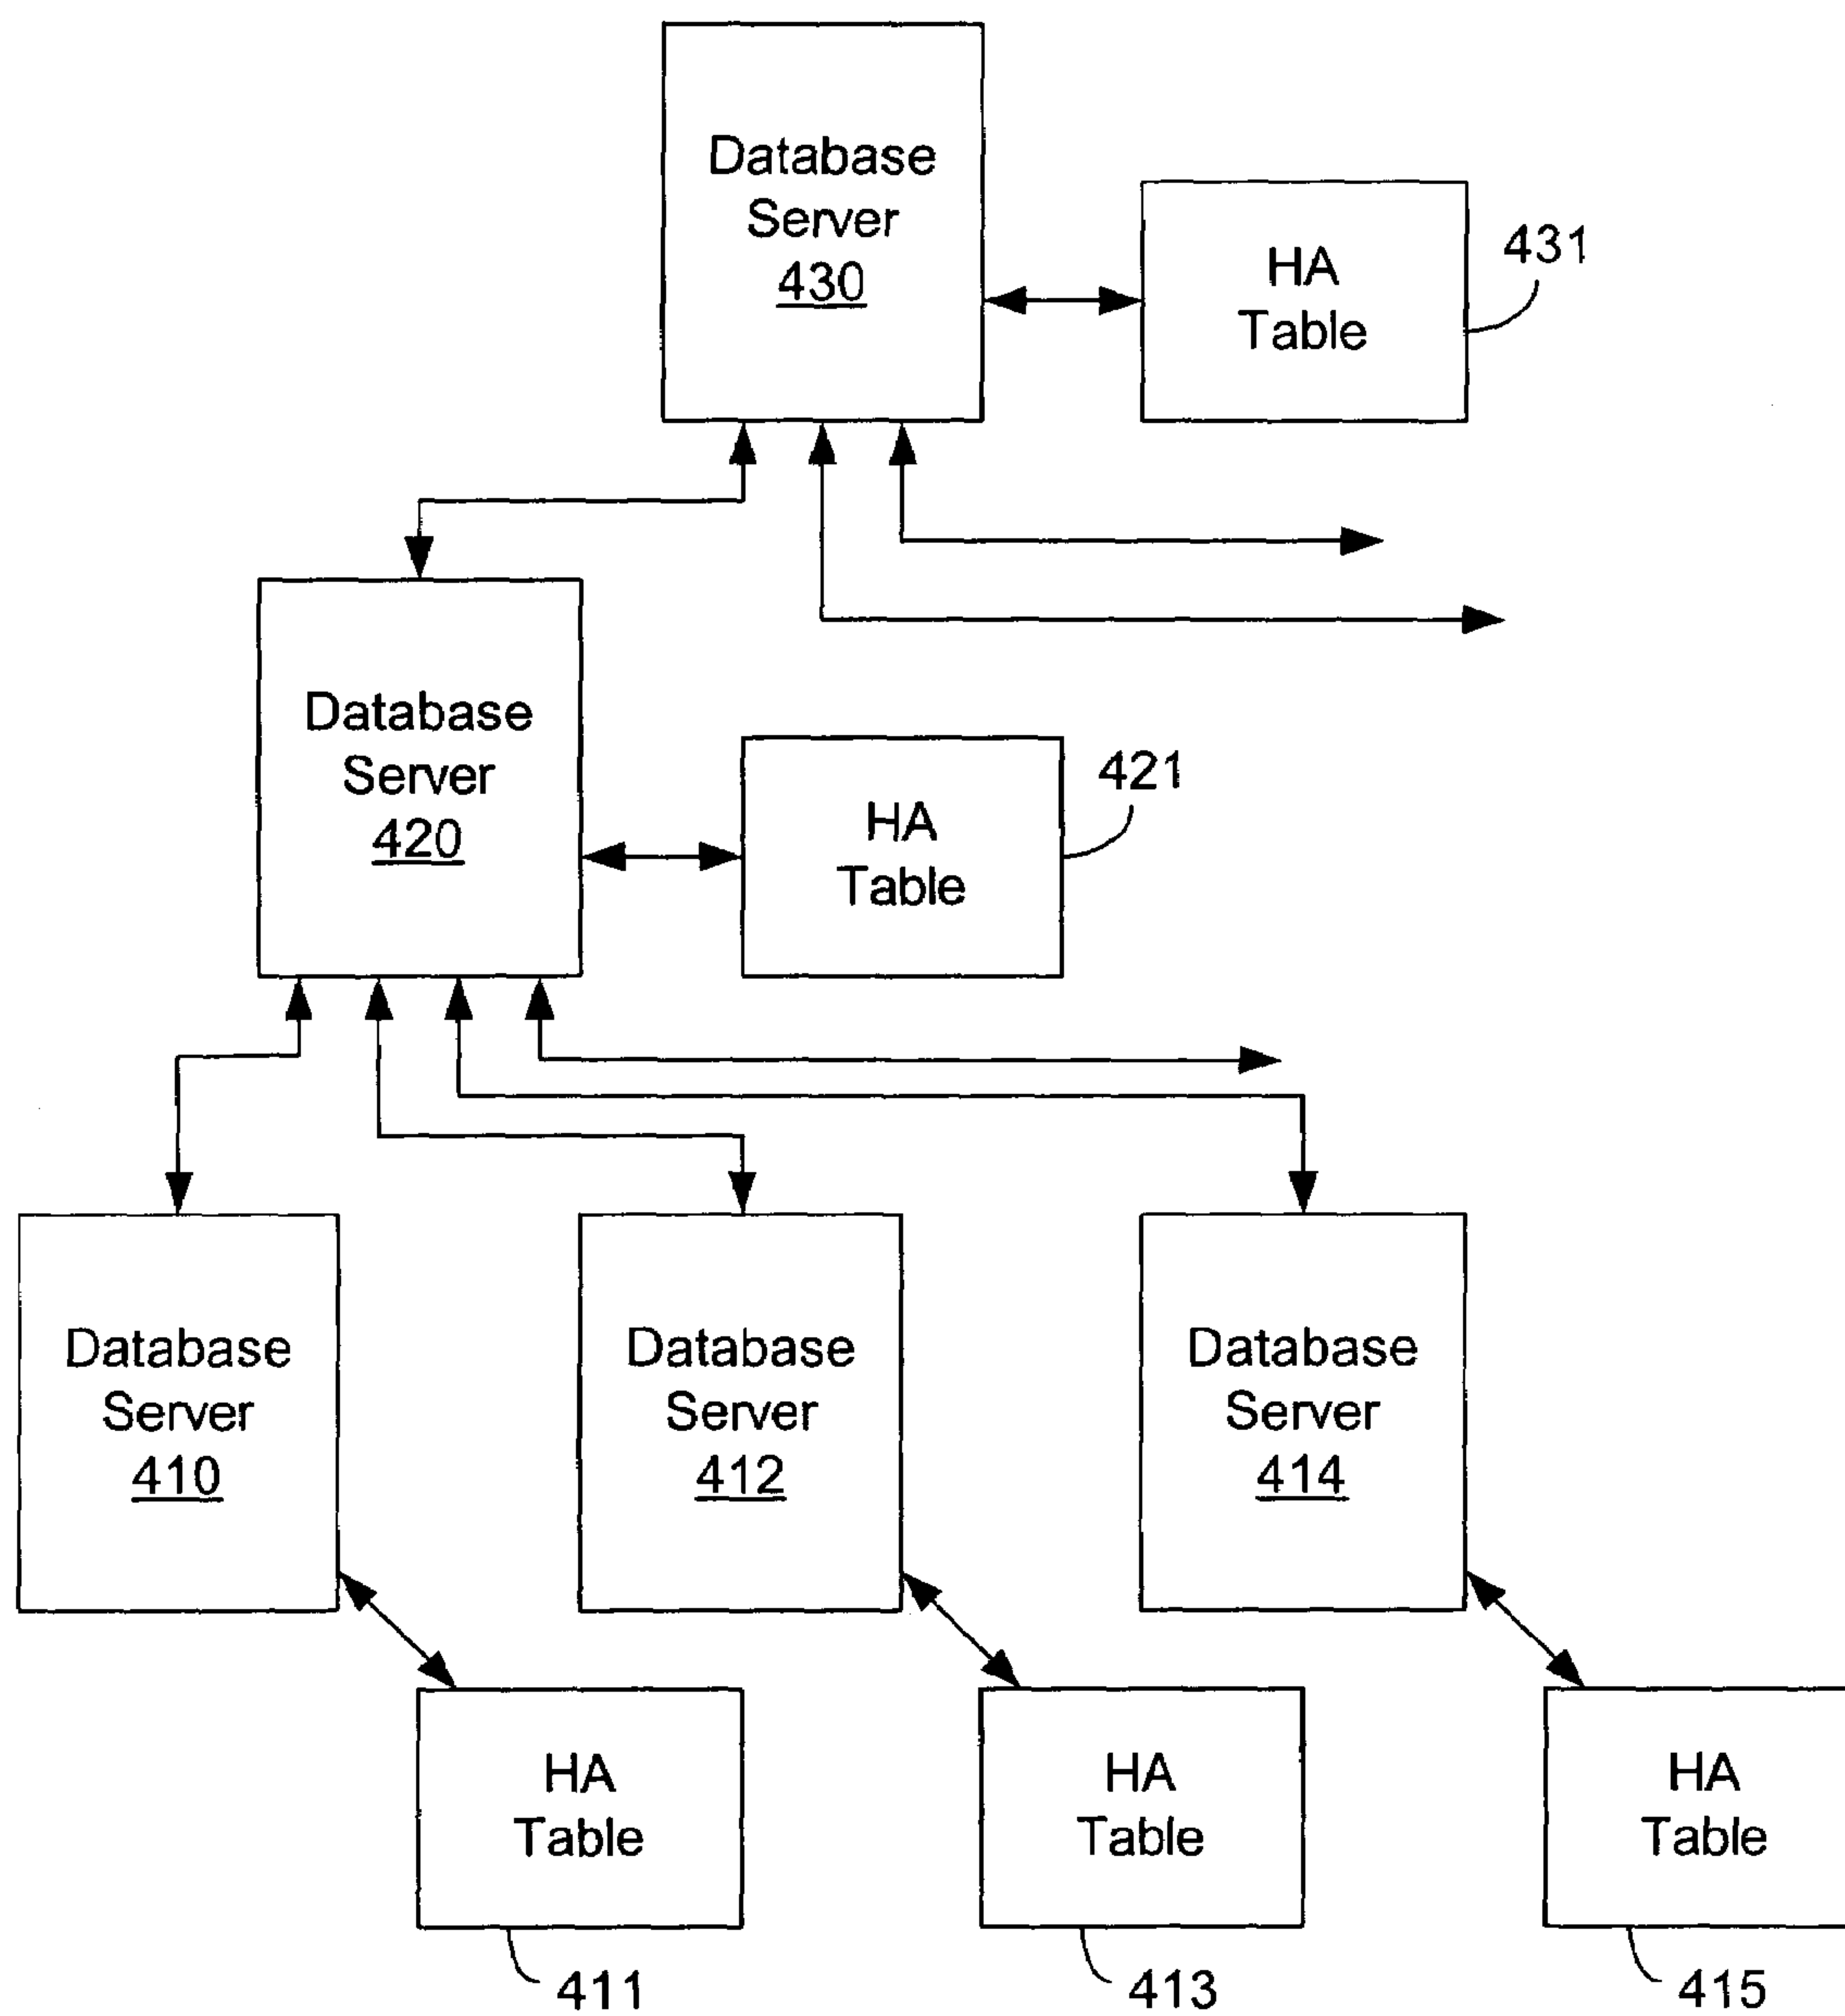 Database
Server
430
HA
Table
431
Database
Server
420
HA
Table
421
Database
Server
410
Database
Server
412
Database
Server
414
HA
Table
411
HA
Table
413
HA
Table
415